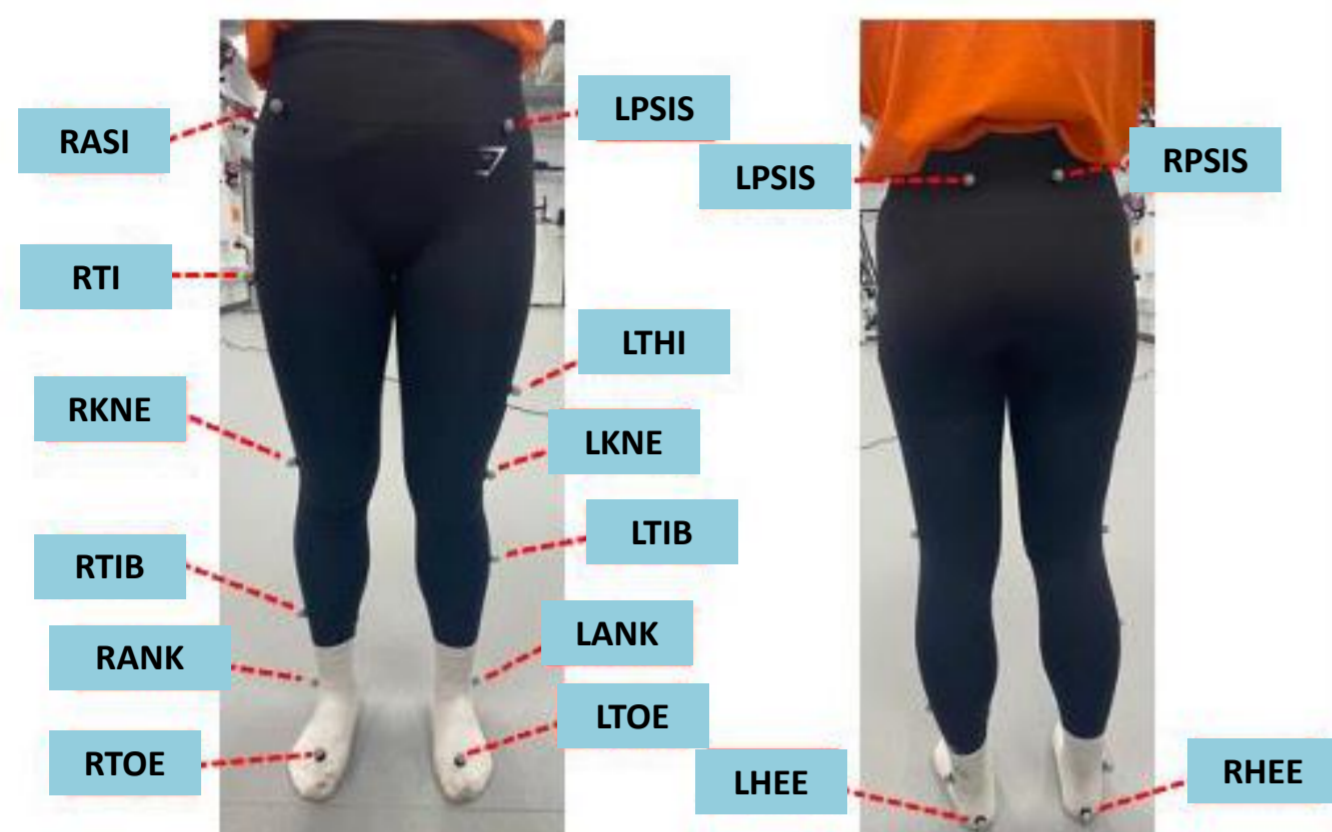 RASI
LPSIS
RTI
LTHI
RKNE
LKNE
RTIB
LTIB
RANK
LANK
RTOE
LTOE
LPSIS
RPSIS
LHEE
RHEE